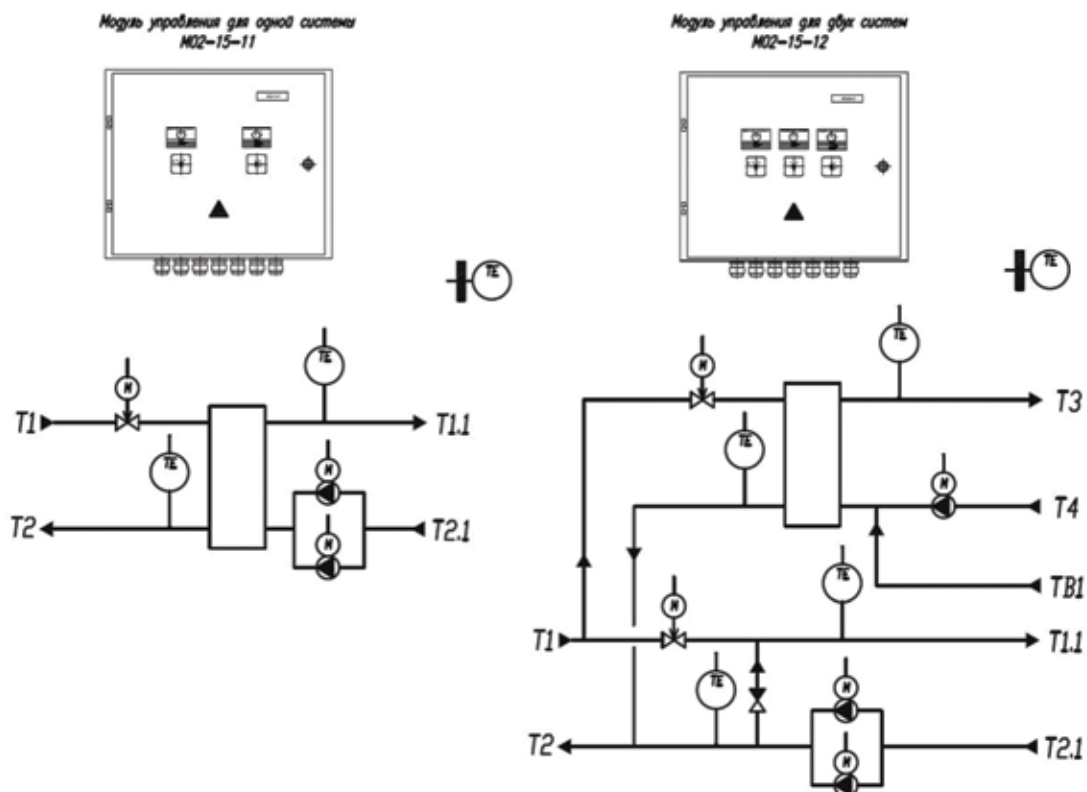 Модуль управления для одной системы
М02-15-11
Модуль управления для двух систем
М02-15-12
TE
TE
TE
M
T1
T1.1
TE
M
T2
T2.1
M
TE
M
T3
TE
M
T4
TE
TB1
M
T1
T1.1
TE
M
T2
T2.1
M